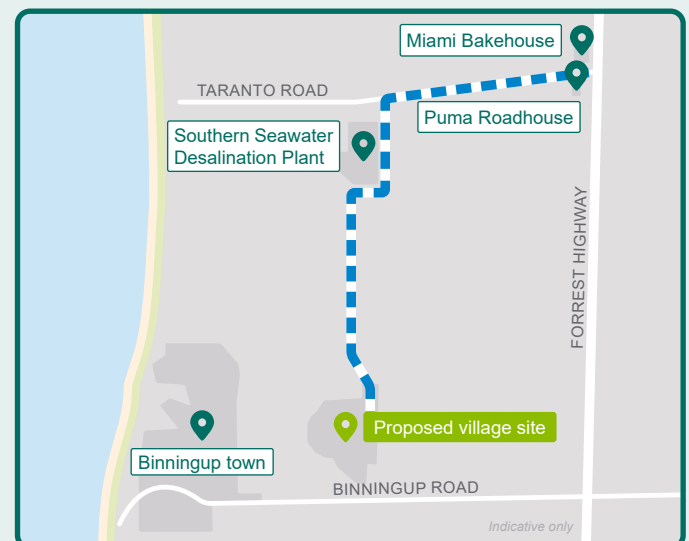 Miami Bakehouse
TARANTO ROAD
Puma Roadhouse
Southern Seawater
Desalination Plant
FORREST HIGHWAY
Proposed village site
Binningup town
BINNINGUP ROAD
Indicative only